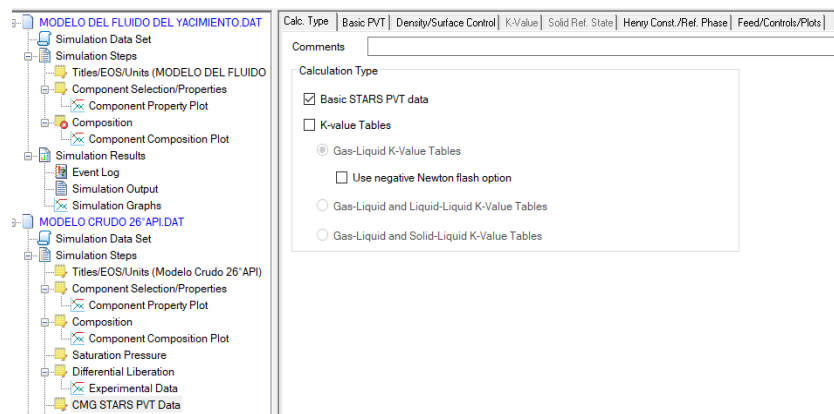 MODELO DEL FLUIDO DEL YACIMIENTO.DAT
Simulation Data Set
Simulation Steps
Titles/EOS/Units (MODELO DEL FLUIDO
Component Selection/Properties
Component Property Plot
Composition
Component Composition Plot
Simulation Results
Event Log
Simulation Output
Simulation Graphs
MODELO CRUDO 26°API.DAT
Simulation Data Set
Simulation Steps
Titles/EOS/Units (Modelo Crudo 26°API)
Component Selection/Properties
Component Property Plot
Composition
Component Composition Plot
Saturation Pressure
Differential Liberation
Experimental Data
CMG STARS PVT Data
Calc. Type Basic PVT Density/Surface Control K-Value Solid Ref. State Henry Const./Ref. Phase Feed/Controls/Plots
Comments
Calculation Type
Basic STARS PVT data
K-value Tables
Gas-Liquid K-Value Tables
Use negative Newton flash option
Gas-Liquid and Liquid-Liquid K-Value Tables
Gas-Liquid and Solid-Liquid K-Value Tables